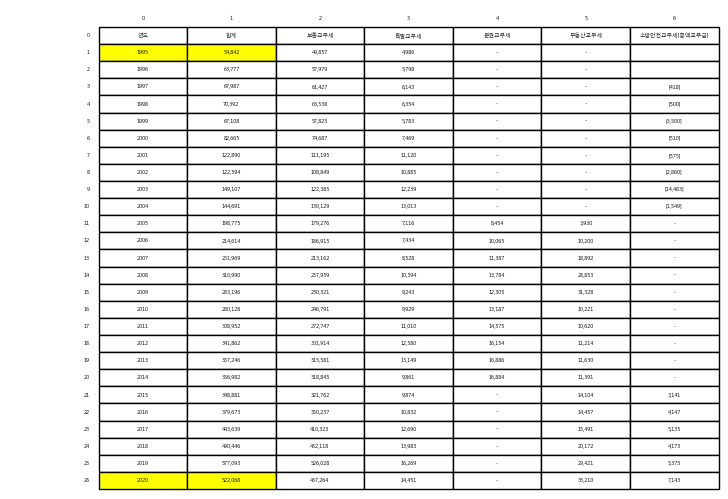 0 1 2 3 4 5 6
0 연도 합계 보통교부세 특별교부세 분권교부세 부동산교부세 소방안전교부세(증액교부금)
1 1995 54,842 49,857 4,986 - -
2 1996 63,777 57,979 5,798 - -
3 1997 67,987 61,427 6,143 - - [418]
4 1998 70,392 63,538 6,354 - - [500]
5 1999 67,108 57,825 5,783 - - [3,500]
6 2000 82,665 74,687 7,469 - - [510]
7 2001 122,890 111,195 11,120 - - [575]
8 2002 122,594 108,849 10,885 - - [2,860]
9 2003 149,107 122,385 12,239 - - [14,483]
10 2004 144,691 130,129 13,013 - - [1,549]
11 2005 198,775 179,276 7,116 8,454 3,930 -
12 2006 214,614 186,915 7,434 10,065 10,200 -
13 2007 251,969 213,162 8,528 11,387 18,892 -
14 2008 310,990 257,959 10,394 13,784 28,853 -
15 2009 283,196 230,321 9,243 12,305 31,328 -
16 2010 280,128 246,791 9,929 13,187 10,221 -
17 2011 308,952 272,747 11,010 14,575 10,620 -
18 2012 341,862 301,914 12,580 16,154 11,214 -
19 2013 357,246 315,581 13,149 16,886 11,630 -
20 2014 356,982 318,845 9,861 16,884 11,391 -
21 2015 348,881 321,762 9,874 - 14,104 3,141
22 2016 379,673 350,237 10,832 - 14,457 4,147
23 2017 443,639 410,323 12,690 - 15,491 5,135
24 2018 490,446 452,118 13,983 - 20,172 4,173
25 2019 577,093 526,028 16,269 - 29,421 5,375
26 2020 522,068 467,264 14,451 - 33,210 7,143